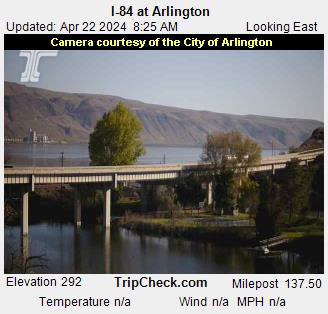 I-84 at Arlington
Updated: Apr 22 2024 8:25 AM Looking East
Camera courtesy of the City of Arlington
Elevation 292 TripCheck.com Milepost 137.50
Temperature n/a Wind n/a MPH n/a